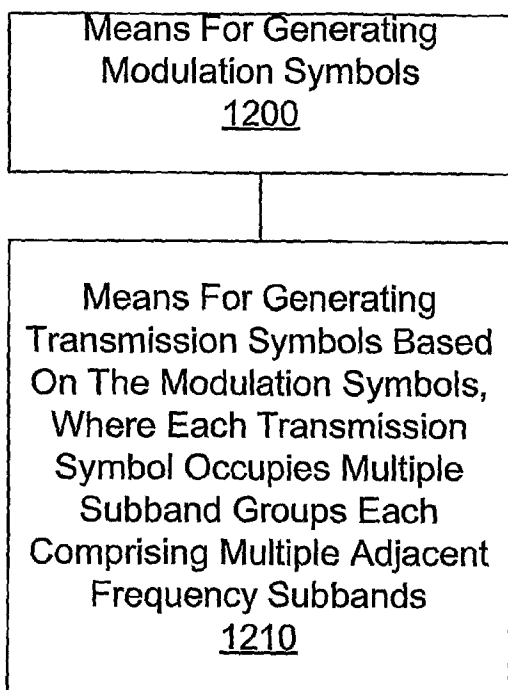 Means For Generating
Modulation Symbols
1200
Means For Generating
Transmission Symbols Based
On The Modulation Symbols,
Where Each Transmission
Symbol Occupies Multiple
Subband Groups Each
Comprising Multiple Adjacent
Frequency Subbands
1210